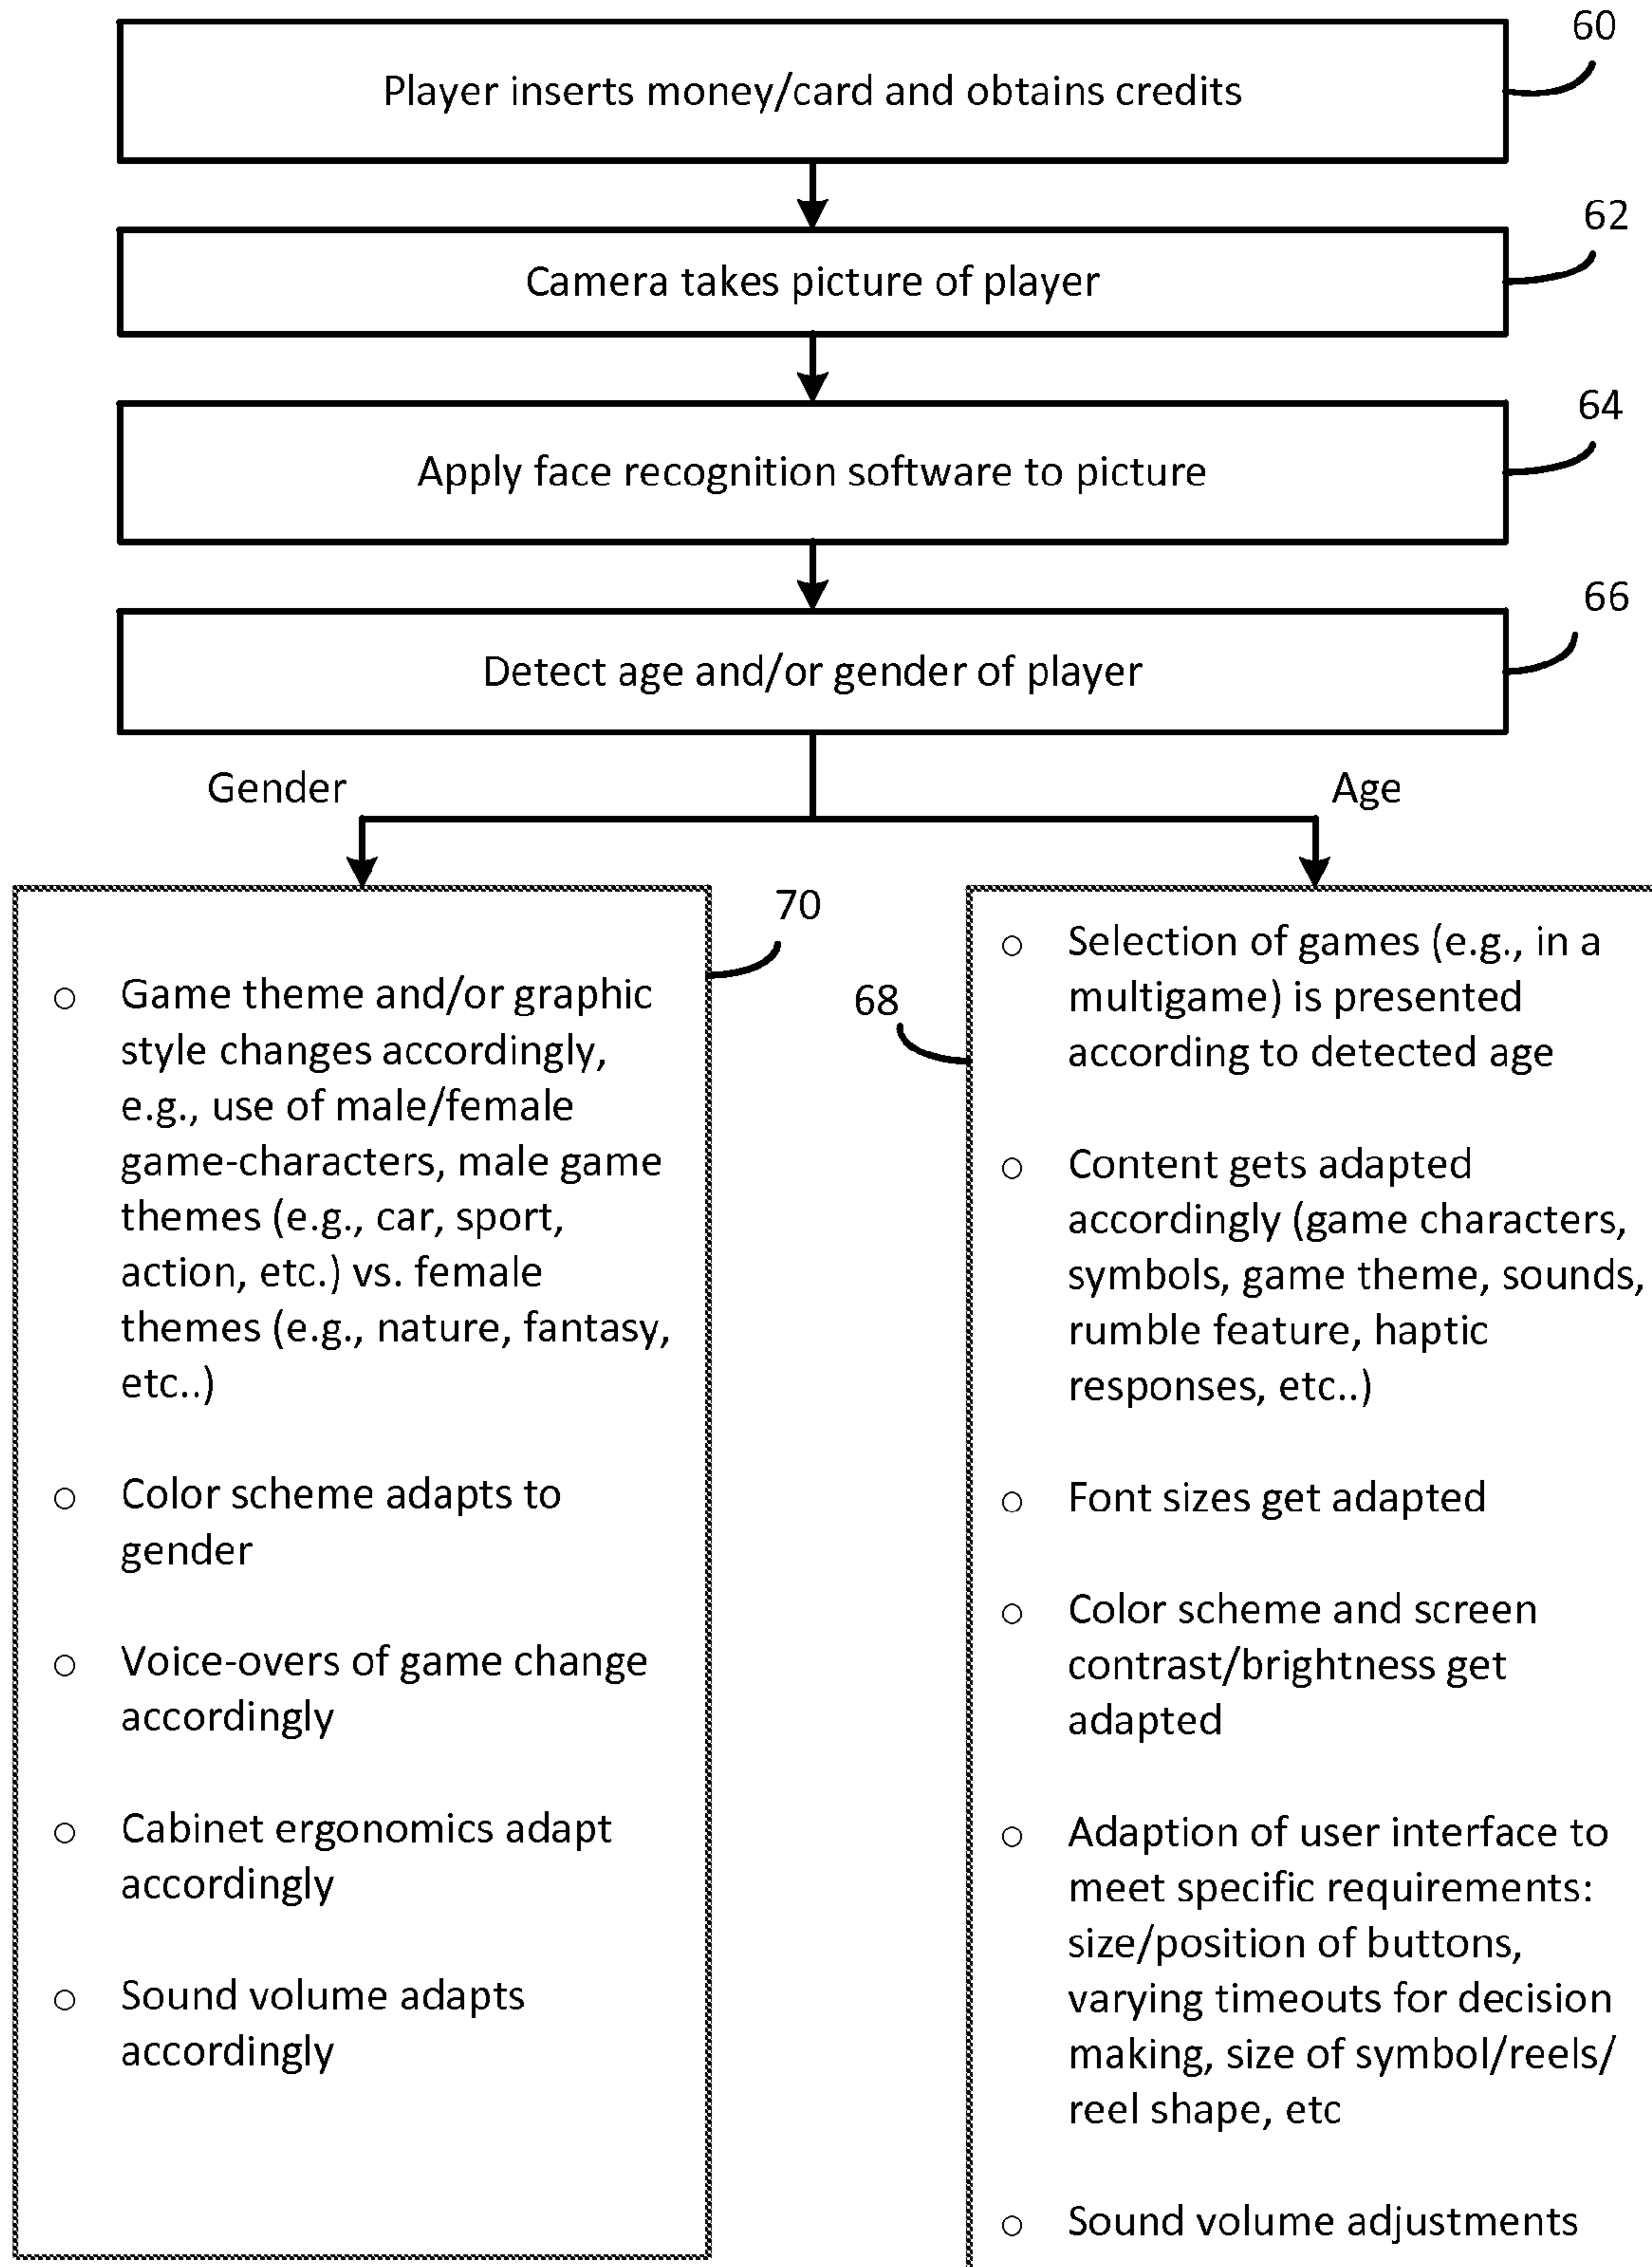 60
Player inserts money/card and obtains credits
62
Camera takes picture of player
64
Apply face recognition software to picture
66
Detect age and/or gender of player
Gender
Age
70
○ Game theme and/or graphic
style changes accordingly,
e.g., use of male/female
game-characters, male game
themes (e.g., car, sport,
action, etc.) vs. female
themes (e.g., nature, fantasy,
etc..)
○ Color scheme adapts to
gender
○ Voice-overs of game change
accordingly
○ Cabinet ergonomics adapt
accordingly
○ Sound volume adapts
accordingly
68
○ Selection of games (e.g., in a
multigame) is presented
according to detected age
○ Content gets adapted
accordingly (game characters,
symbols, game theme, sounds,
rumble feature, haptic
responses, etc..)
○ Font sizes get adapted
○ Color scheme and screen
contrast/brightness get
adapted
○ Adaption of user interface to
meet specific requirements:
size/position of buttons,
varying timeouts for decision
making, size of symbol/reels/
reel shape, etc
○ Sound volume adjustments